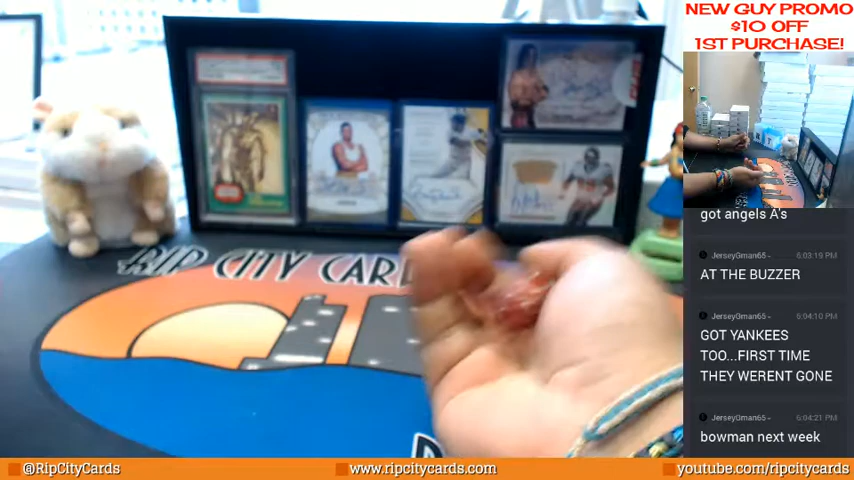 NEW GUY PROMO
$10 OFF
1ST PURCHASE!
RIP CITY CARD
got angels A's
JerseyGman65 - 6:03:19 PM
AT THE BUZZER
JerseyGman65 - 6:04:10 PM
GOT YANKEES
TOO...FIRST TIME
THEY WERENT GONE
JerseyGman65 - 6:04:21 PM
bowman next week
@RipCityCards
www.ripcitycards.com
youtube.com/ripcitycards